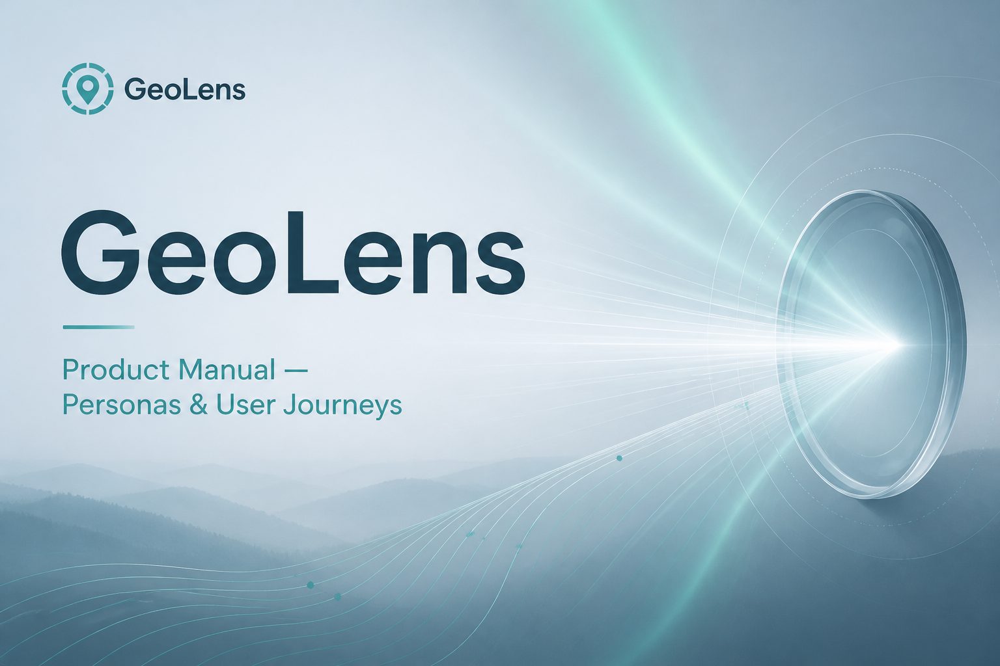 GeoLens
GeoLens
Product Manual —
Personas & User Journeys